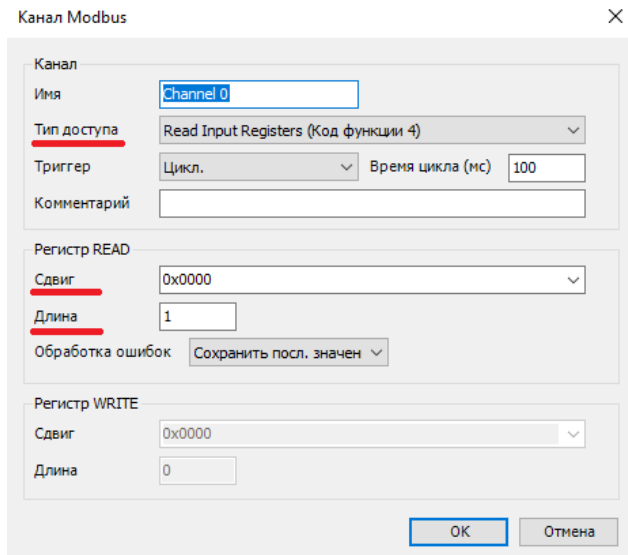 Канал Modbus
Канал
Имя Channel 0
Тип доступа Read Input Registers (Код функции 4)
Триггер Цикл. Время цикла (мс) 100
Комментарий
Регистр READ
Сдвиг 0x0000
Длина 1
Обработка ошибок Сохранить посл. значен
Регистр WRITE
Сдвиг 0x0000
Длина 0
OK Отмена